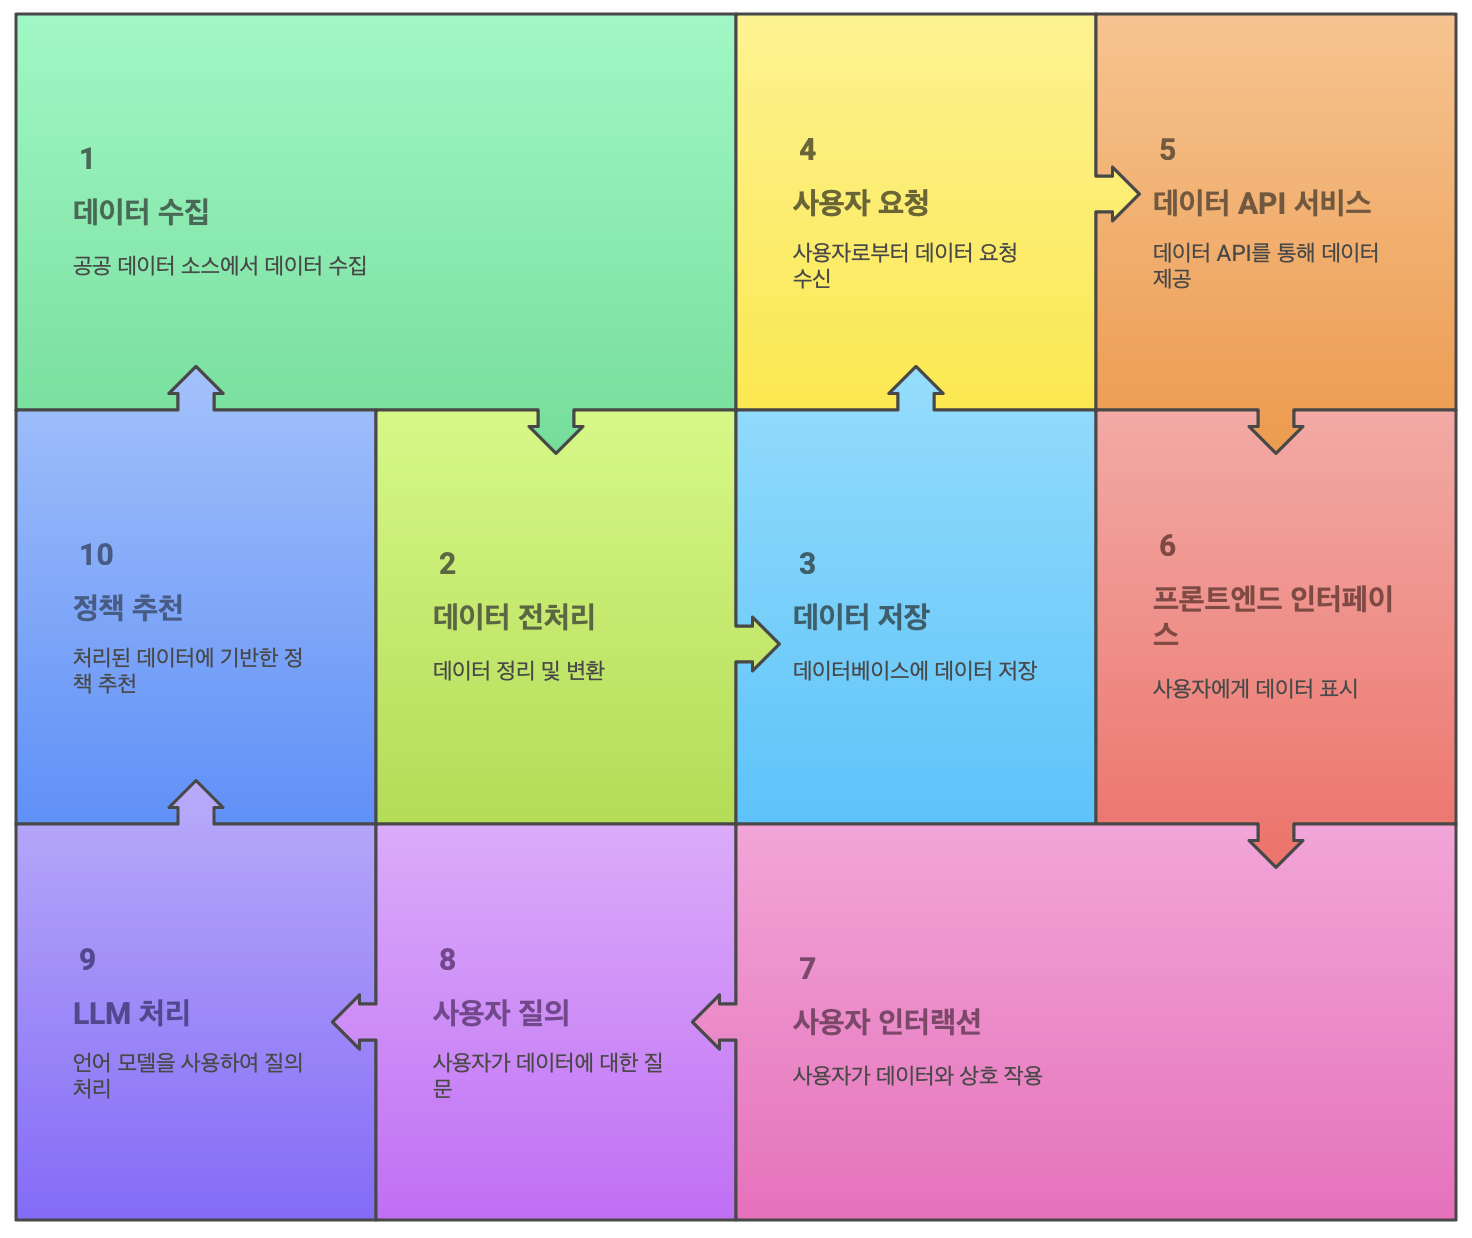 1
데이터 수집
공공 데이터 소스에서 데이터 수집
4
사용자 요청
사용자로부터 데이터 요청
수신
5
데이터 API 서비스
데이터 API를 통해 데이터
제공
10
정책 추천
처리된 데이터에 기반한 정
책 추천
2
데이터 전처리
데이터 정리 및 변환
3
데이터 저장
데이터베이스에 데이터 저장
6
프론트엔드 인터페이
스
사용자에게 데이터 표시
9
LLM 처리
언어 모델을 사용하여 질의
처리
8
사용자 질의
사용자가 데이터에 대한 질
문
7
사용자 인터랙션
사용자가 데이터와 상호 작용